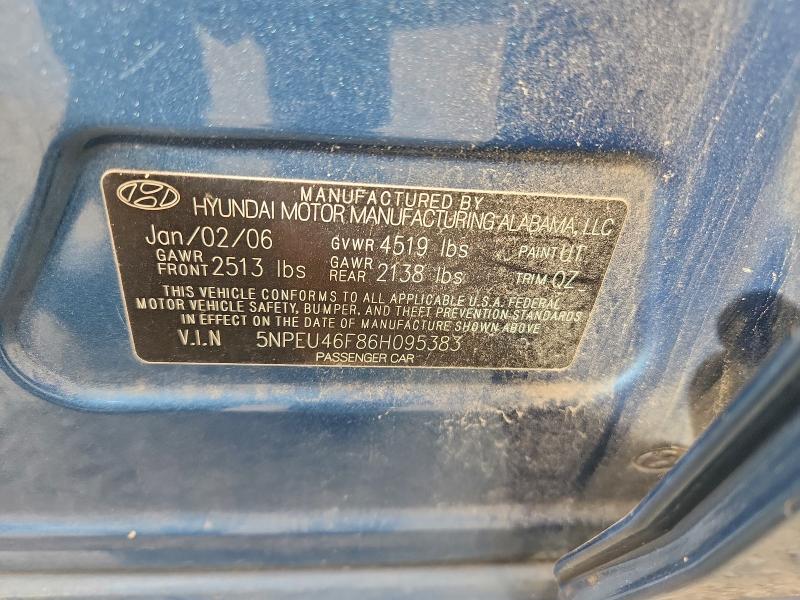 MANUFACTURED BY
HYUNDAI MOTOR MANUFACTURING ALABAMA, LLC
Jan/02/06 GVWR 4519 lbs PAINT UT
GAWR FRONT 2513 lbs GAWR REAR 2138 lbs TRIM QZ
THIS VEHICLE CONFORMS TO ALL APPLICABLE U.S.A. FEDERAL
MOTOR VEHICLE SAFETY, BUMPER, AND THEFT PREVENTION STANDARDS
IN EFFECT ON THE DATE OF MANUFACTURE SHOWN ABOVE
V.I.N 5NPEU46F86H095383
PASSENGER CAR